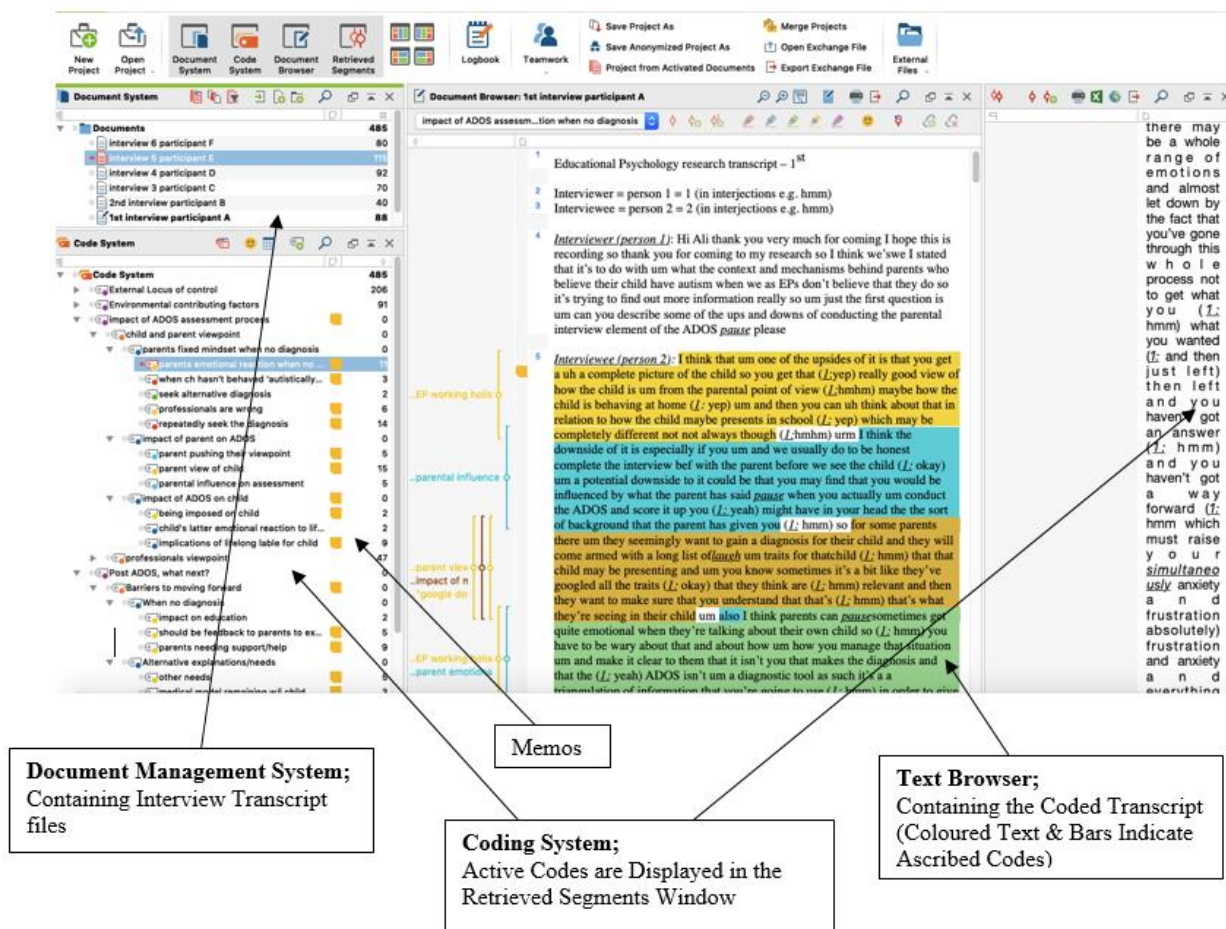 New Project
Open Project
Document System
Code System
Document Browser
Retrieved Segments
Logbook
Teamwork
Save Project As
Save Anonymized Project As
Project from Activated Documents
Merge Projects
Open Exchange File
Export Exchange File
External Files
Document System
Documents 485
interview 6 participant F 80
interview 5 participant E 115
interview 4 participant D 92
interview 3 participant C 70
2nd interview participant B 40
1st interview participant A 88
Code System
Code System 485
External Locus of control 206
Environmental contributing factors 91
impact of ADOS assessment process 0
child and parent viewpoint 0
parents fixed mindset when no diagnosis 0
parents emotional reaction when no ... 11
when ch hasn't behaved 'autistically... 3
seek alternative diagnosis 2
professionals are wrong 6
repeatedly seek the diagnosis 14
impact of parent on ADOS 0
parent pushing their viewpoint 5
parent view of child 15
parental influence on assessment 5
impact of ADOS on child 0
being imposed on child 2
child's latter emotional reaction to lif... 2
implications of lifelong lable for child 9
professionals viewpoint 47
Post ADOS, what next? 0
Barriers to moving forward 0
When no diagnosis 0
impact on education 2
should be feedback to parents to ex... 5
parents needing support/help 9
Alternative explanations/needs 0
other needs
medical model remaining w/i child
Document Browser: 1st interview participant A
impact of ADOS assessm...tion when no diagnosis
1 Educational Psychology research transcript – 1st
2 Interviewer = person 1 = 1 (in interjections e.g. hmm)
3 Interviewee = person 2 = 2 (in interjections e.g. hmm)
4 Interviewer (person 1): Hi Ali thank you very much for coming I hope this is
recording so thank you for coming to my research so I think we'swe I stated
that it's to do with um what the context and mechanisms behind parents who
believe their child have autism when we as EPs don't believe that they do so
it's trying to find out more information really so um just the first question is
um can you describe some of the ups and downs of conducting the parental
interview element of the ADOS pause please
5 Interviewee (person 2): I think that um one of the upsides of it is that you get
a uh a complete picture of the child so you get that (1:yep) really good view of
how the child is um from the parental point of view (1:hmhm) maybe how the
child is behaving at home (1: yep) um and then you can uh think about that in
relation to how the child maybe presents in school (1: yep) which may be
completely different not not always though (1:hmhm) urm I think the
downside of it is especially if you um and we usually do to be honest
complete the interview bef with the parent before we see the child (1: okay)
um a potential downside to it could be that you may find that you would be
influenced by what the parent has said pause when you actually um conduct
the ADOS and score it up you (1: yeah) might have in your head the the sort
of background that the parent has given you (1: hmm) so for some parents
there um they seemingly want to gain a diagnosis for their child and they will
come armed with a long list oflaugh um traits for thatchild (1: hmm) that that
child may be presenting and um you know sometimes it's a bit like they've
googled all the traits (1: okay) that they think are (1: hmm) relevant and then
they want to make sure that you understand that that's (1: hmm) that's what
they're seeing in their child um also I think parents can pausesometimes get
quite emotional when they're talking about their own child so (1: hmm) you
have to be wary about that and about how um how you manage that situation
um and make it clear to them that it isn't you that makes the diagnosis and
that the (1: yeah) ADOS isn't um a diagnostic tool as such it's a a
triangulation of information that you're going to use (1: hmm) in order to give
..EP working holis
..parental influence
..parent view
..impact of n
..*google do
..EP working holis
..parent emotions
there may
be a whole
range of
emotions
and almost
let down by
the fact that
you've gone
through this
whole
process not
to get what
you (1:
hmm) what
you wanted
(1: and then
just left)
then left
and you
haven't got
an answer
(1: hmm)
and you
haven't got
a way
forward (1:
hmm which
must raise
your
simultaneo
usly anxiety
and
frustration
absolutely)
frustration
and anxiety
and
everything
Memos
Document Management System;
Containing Interview Transcript
files
Coding System;
Active Codes are Displayed in the
Retrieved Segments Window
Text Browser;
Containing the Coded Transcript
(Coloured Text & Bars Indicate
Ascribed Codes)